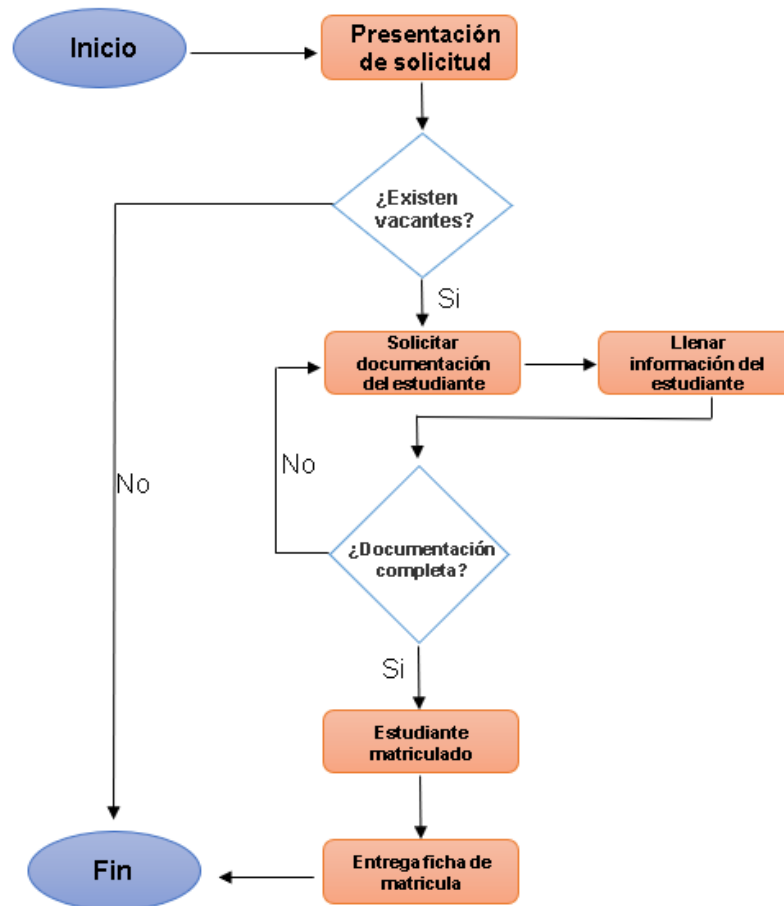 Inicio
Presentación
de solicitud
¿Existen
vacantes?
Si
Solicitar
documentación
del estudiante
Llenar
información del
estudiante
No
No
¿Documentación
completa?
Si
Estudiante
matriculado
Entrega ficha de
matricula
Fin